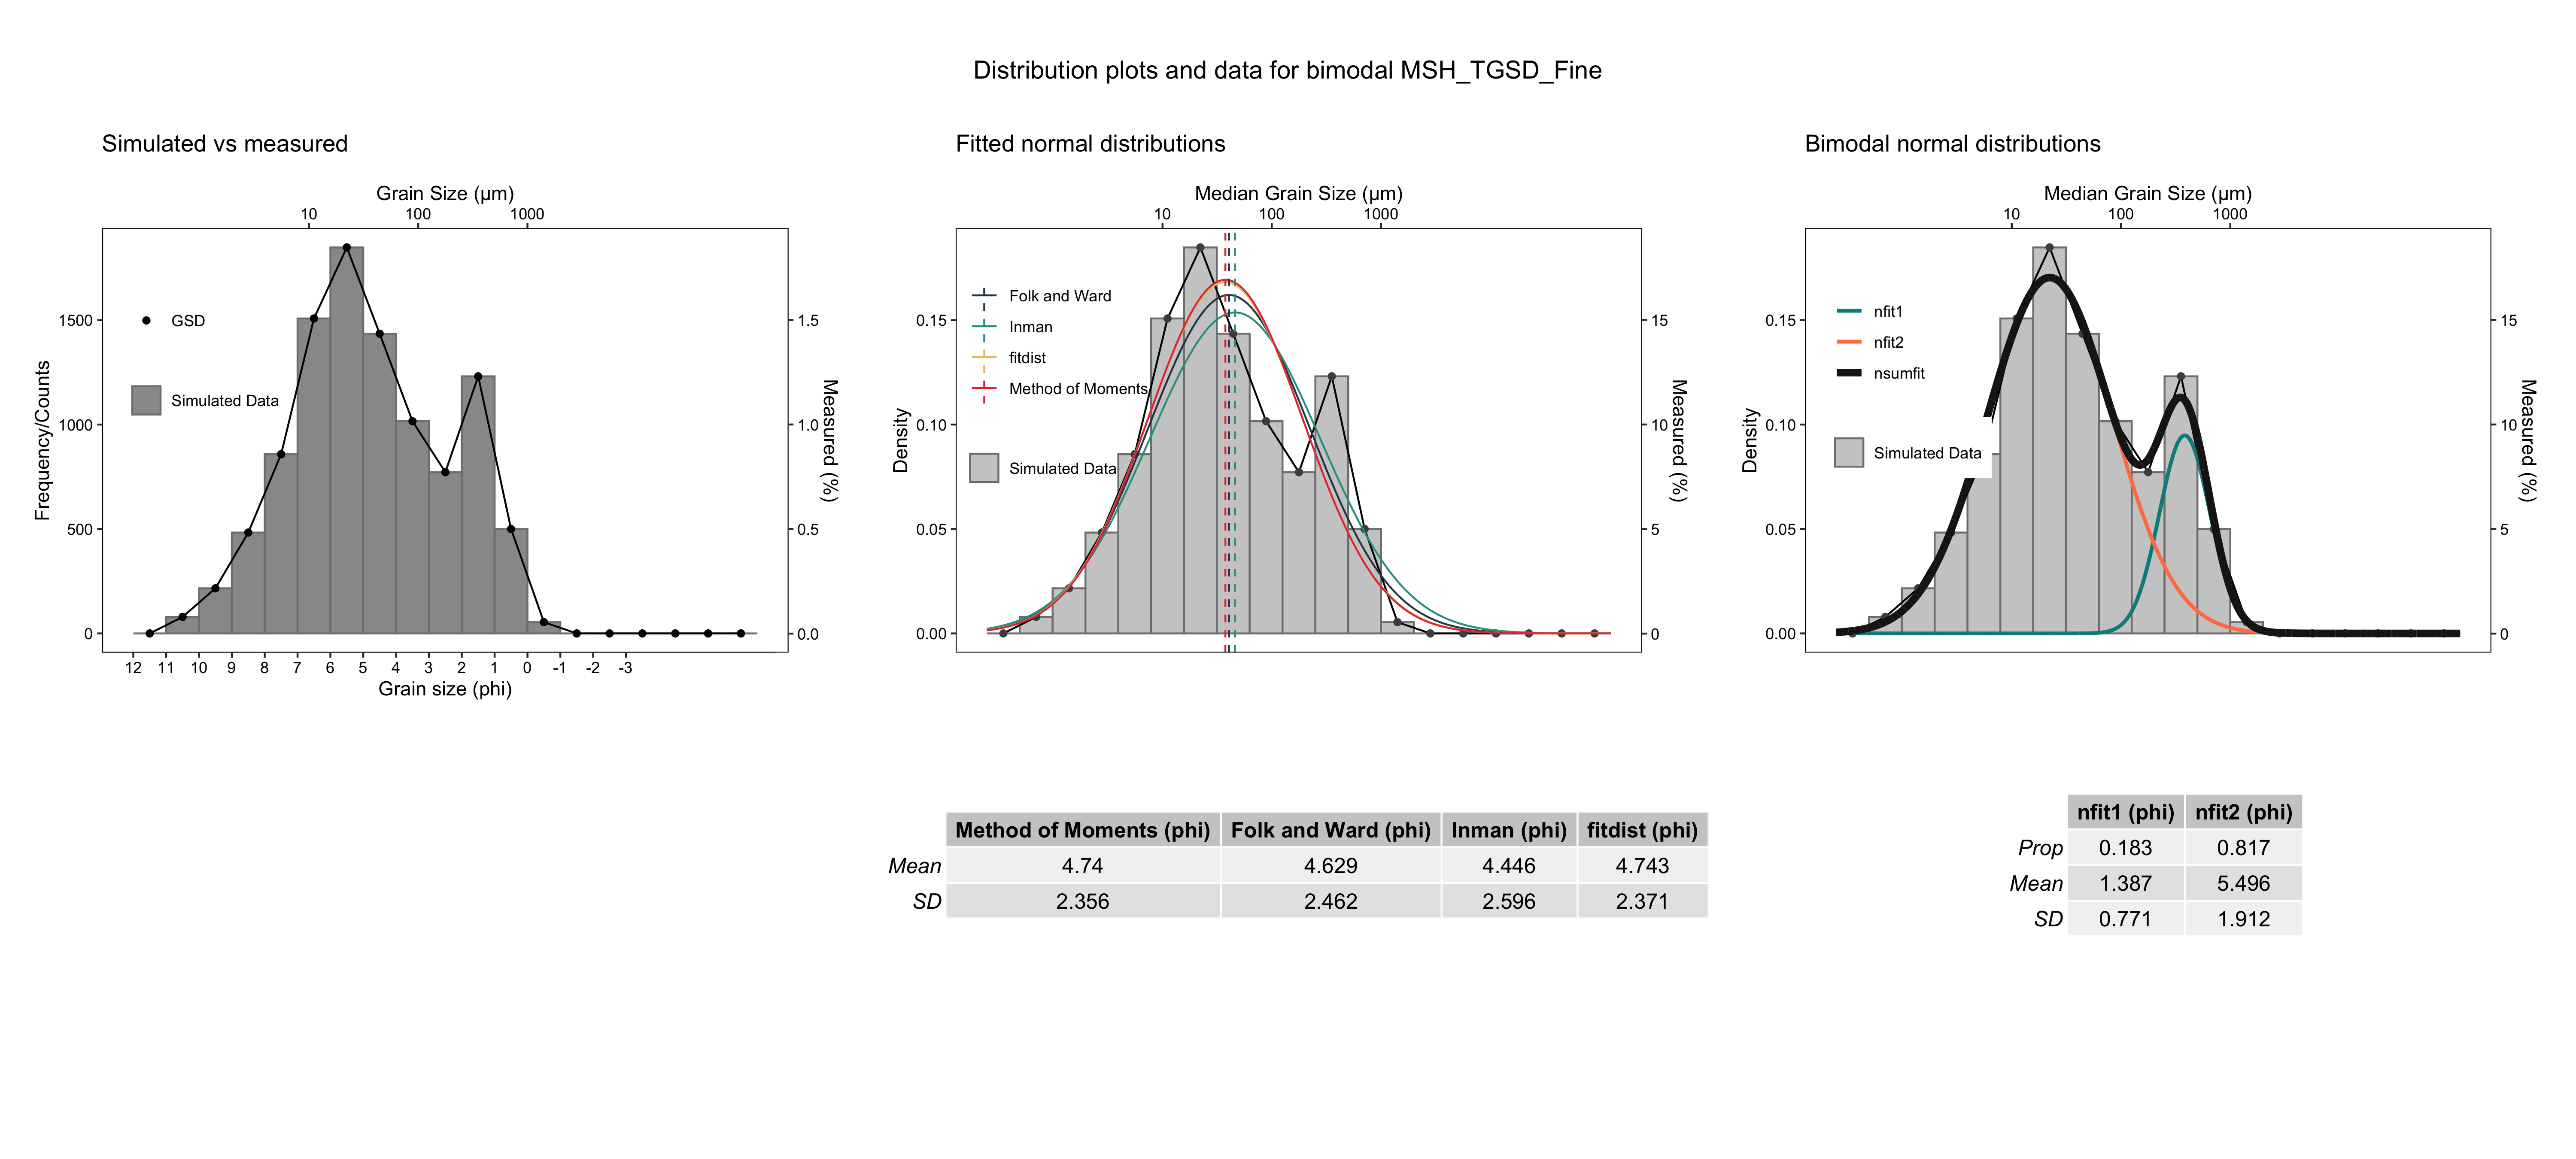 Distribution plots and data for bimodal MSH_TGSD_Fine
Simulated vs measured
Grain Size (µm)
10 100 1000
Frequency/Counts
1500
1000
500
0
1.5
1.0
0.5
0.0
Measured (%)
GSD
Simulated Data
12 11 10 9 8 7 6 5 4 3 2 1 0 -1 -2 -3
Grain size (phi)
Fitted normal distributions
Median Grain Size (µm)
10 100 1000
Density
0.15
0.10
0.05
0.00
15
10
5
0
Measured (%)
Folk and Ward
Inman
fitdist
Method of Moments
Simulated Data
Bimodal normal distributions
Median Grain Size (µm)
10 100 1000
Density
0.15
0.10
0.05
0.00
15
10
5
0
Measured (%)
nfit1
nfit2
nsumfit
Simulated Data
Method of Moments (phi) Folk and Ward (phi) Inman (phi) fitdist (phi)
Mean 4.74 4.629 4.446 4.743
SD 2.356 2.462 2.596 2.371
nfit1 (phi) nfit2 (phi)
Prop 0.183 0.817
Mean 1.387 5.496
SD 0.771 1.912